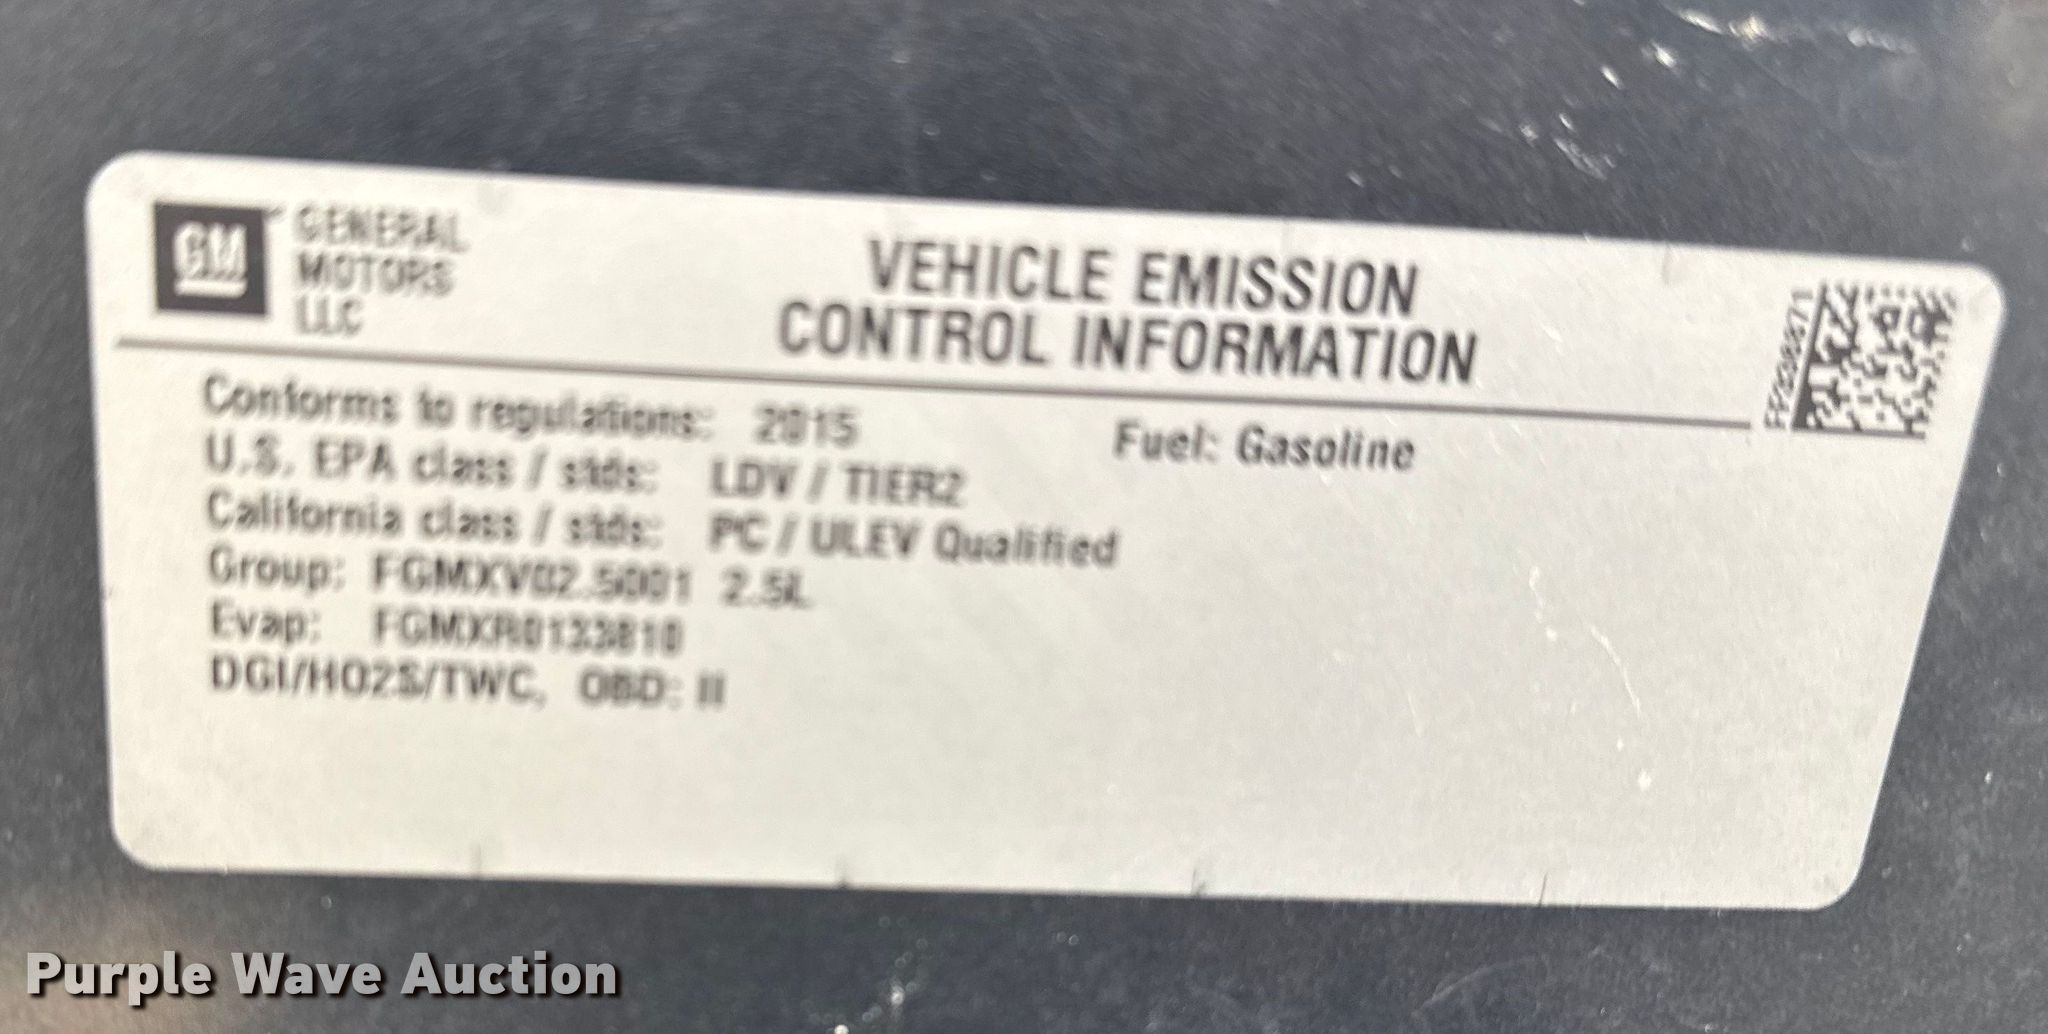 GM GENERAL
MOTORS
LLC
VEHICLE EMISSION
CONTROL INFORMATION
Conforms to regulations: 2015
Fuel: Gasoline
U.S. EPA class / stds: LDV / TIER2
California class / stds: PC / ULEV Qualified
Group: FGMXV02.5001 2.5L
Evap: FGMXR0133810
DGI/HO2S/TWC, OBD: II
Purple Wave Auction